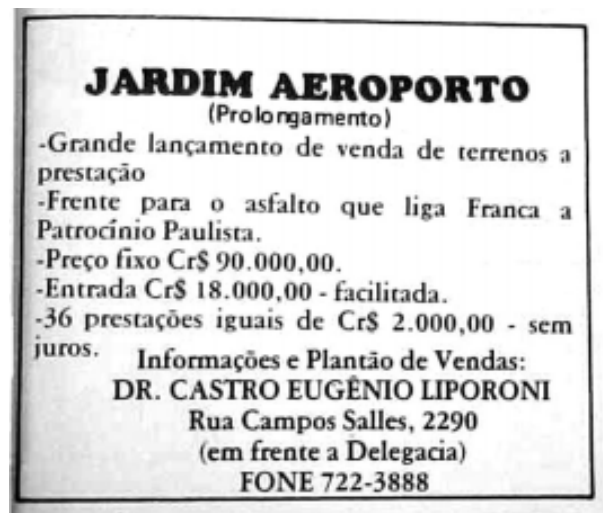 JARDIM AEROPORTO
(Prolongamento)
-Grande lançamento de venda de terrenos a
prestação
-Frente para o asfalto que liga Franca a
Patrocínio Paulista.
-Preço fixo Cr$ 90.000,00.
-Entrada Cr$ 18.000,00 - facilitada.
-36 prestações iguais de Cr$ 2.000,00 - sem
juros.
Informações e Plantão de Vendas:
DR. CASTRO EUGÊNIO LIPORONI
Rua Campos Salles, 2290
(em frente a Delegacia)
FONE 722-3888